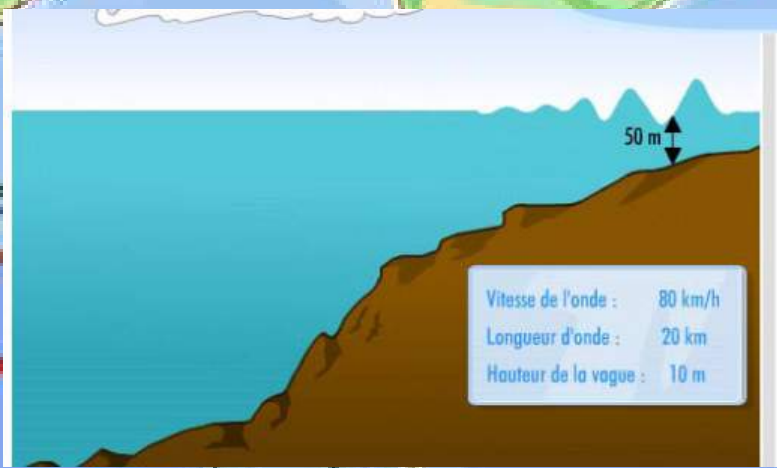 50 m
Vitesse de l'onde : 80 km/h
Longueur d'onde : 20 km
Hauteur de la vague : 10 m